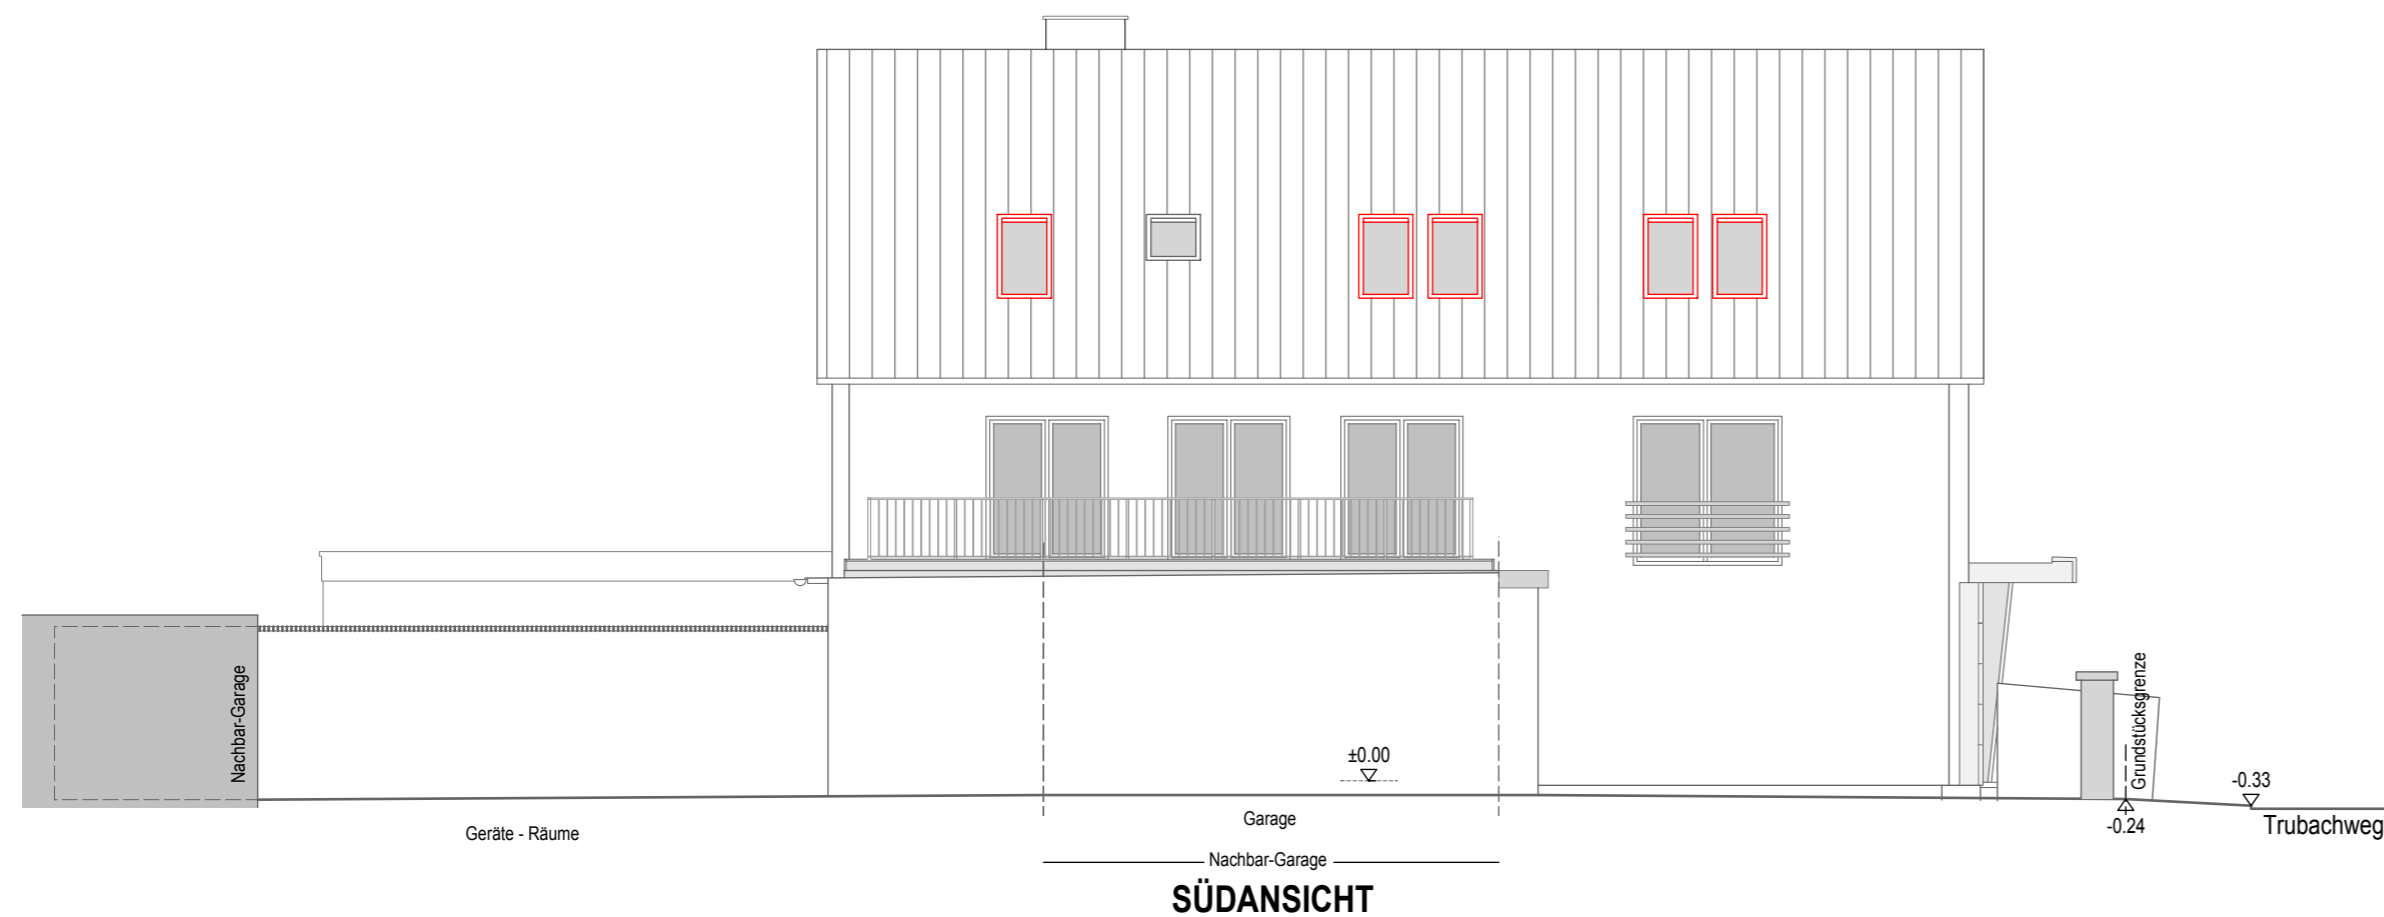 Nachbar-Garage
±0.00
Grundstücksgrenze
-0.33
-0.24
Trubachweg
Geräte - Räume
Garage
Nachbar-Garage
SÜDANSICHT